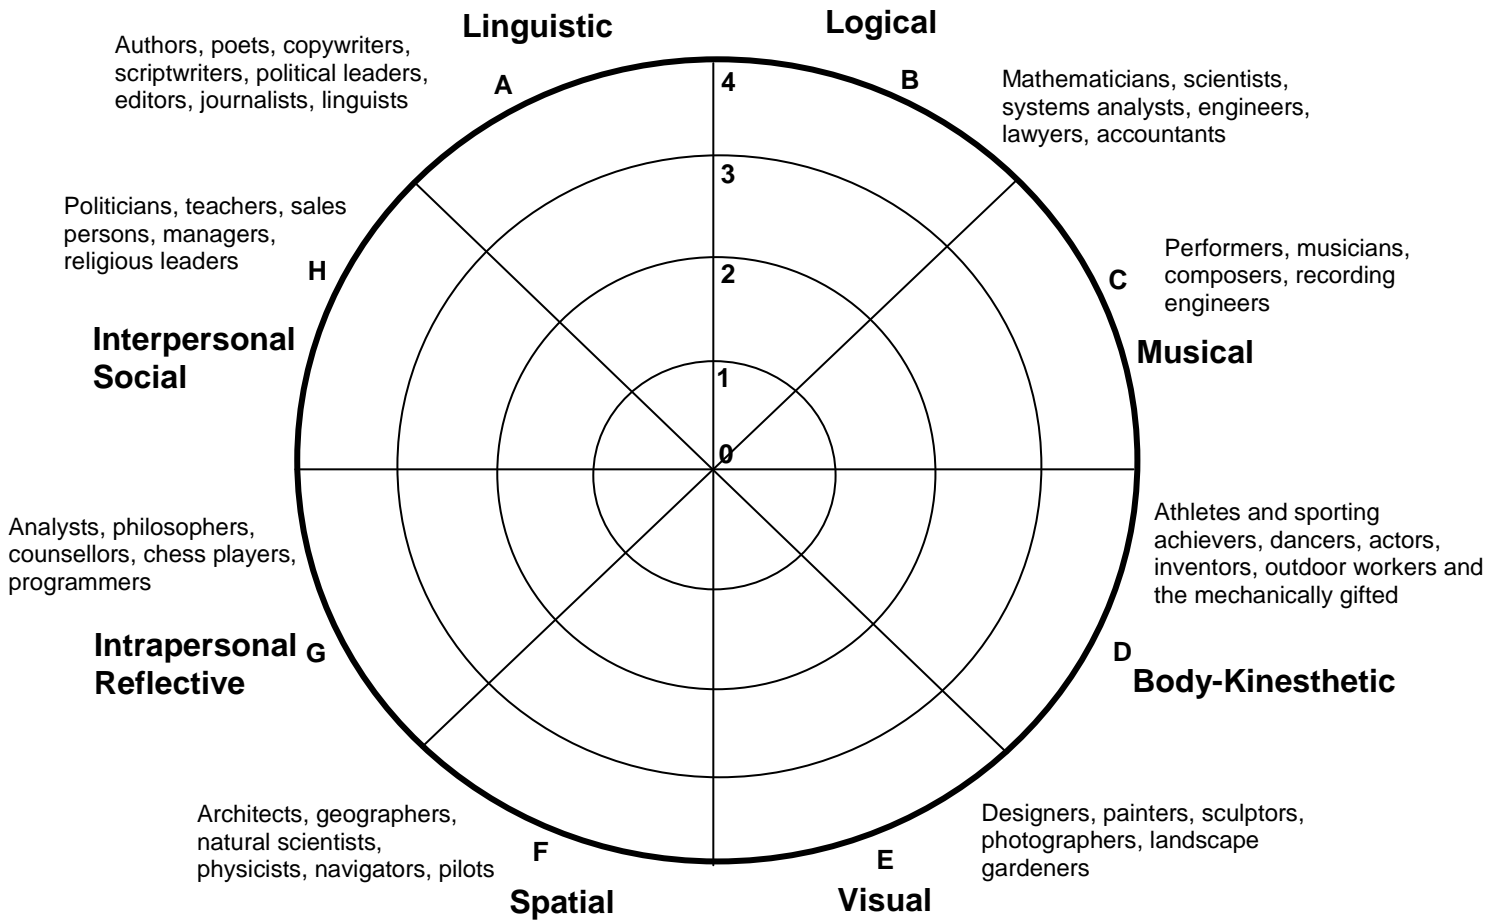 Linguistic
Logical
Authors, poets, copywriters,
scriptwriters, political leaders,
editors, journalists, linguists
A
4
B
Mathematicians, scientists,
systems analysts, engineers,
lawyers, accountants
3
Politicians, teachers, sales
persons, managers,
religious leaders
H
2
C
Performers, musicians,
composers, recording
engineers
Interpersonal
Social
1
Musical
0
Analysts, philosophers,
counsellors, chess players,
programmers
Athletes and sporting
achievers, dancers, actors,
inventors, outdoor workers and
the mechanically gifted
Intrapersonal
Reflective
G
D
Body-Kinesthetic
Architects, geographers,
natural scientists,
physicists, navigators, pilots
F
Spatial
E
Visual
Designers, painters, sculptors,
photographers, landscape
gardeners